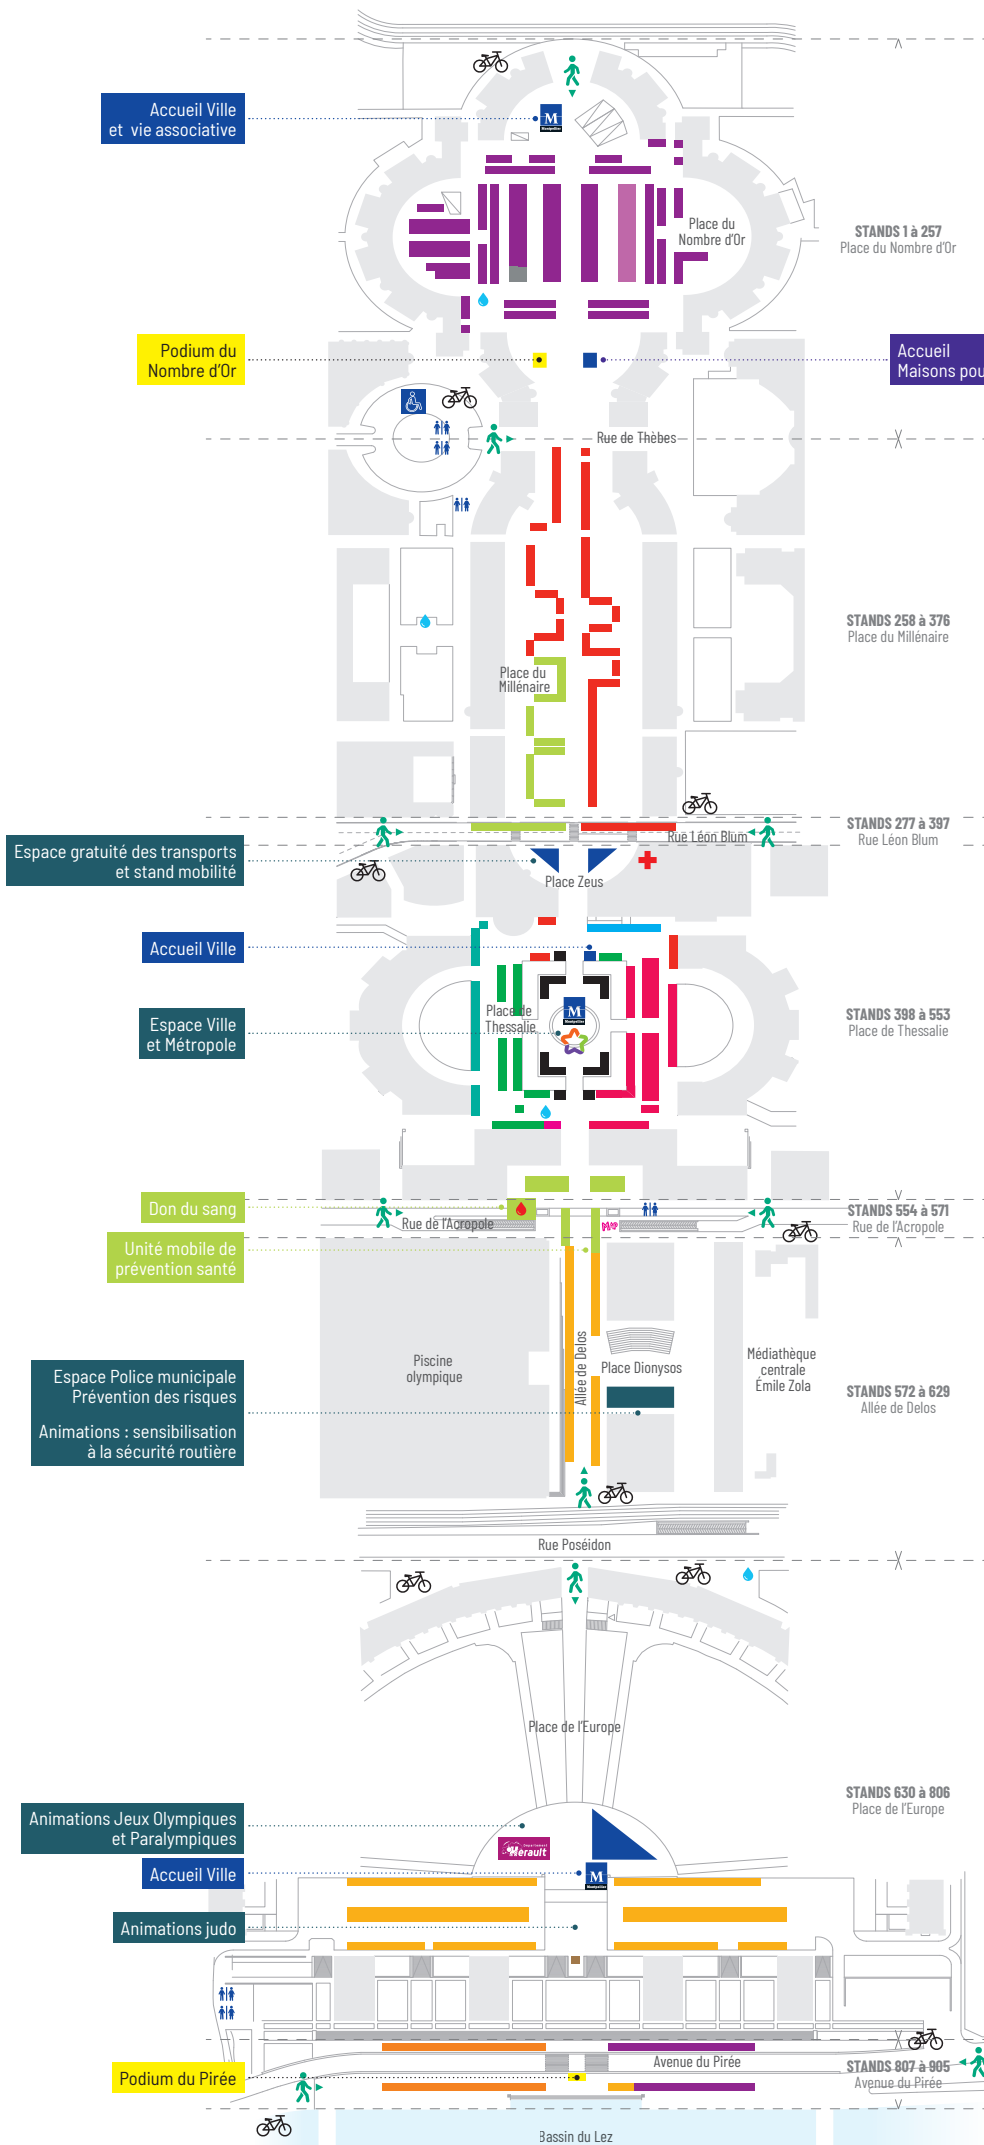 Accueil Ville
et vie associative
M
Montpellier
Place du
Nombre d'Or
STANDS 1 à 257
Place du Nombre d'Or
Podium du
Nombre d'Or
Accueil
Maisons pou
Rue de Thèbes
STANDS 258 à 376
Place du Millénaire
Place du
Millénaire
STANDS 277 à 397
Rue Léon Blum
Rue Léon Blum
Espace gratuité des transports
et stand mobilité
Place Zeus
Accueil Ville
Espace Ville
et Métropole
Place de
Thessalie
M
Montpellier
STANDS 398 à 553
Place de Thessalie
Don du sang
Rue de l'Acropole
STANDS 554 à 571
Rue de l'Acropole
Unité mobile de
prévention santé
Piscine
olympique
Allée de Delos
Place Dionysos
Médiathèque
centrale
Émile Zola
Espace Police municipale
Prévention des risques
Animations : sensibilisation
à la sécurité routière
STANDS 572 à 629
Allée de Delos
Rue Poséidon
Place de l'Europe
STANDS 630 à 806
Place de l'Europe
Animations Jeux Olympiques
et Paralympiques
Département
Hérault
Accueil Ville
M
Montpellier
Animations judo
Avenue du Pirée
STANDS 807 à 905
Avenue du Pirée
Podium du Pirée
Bassin du Lez